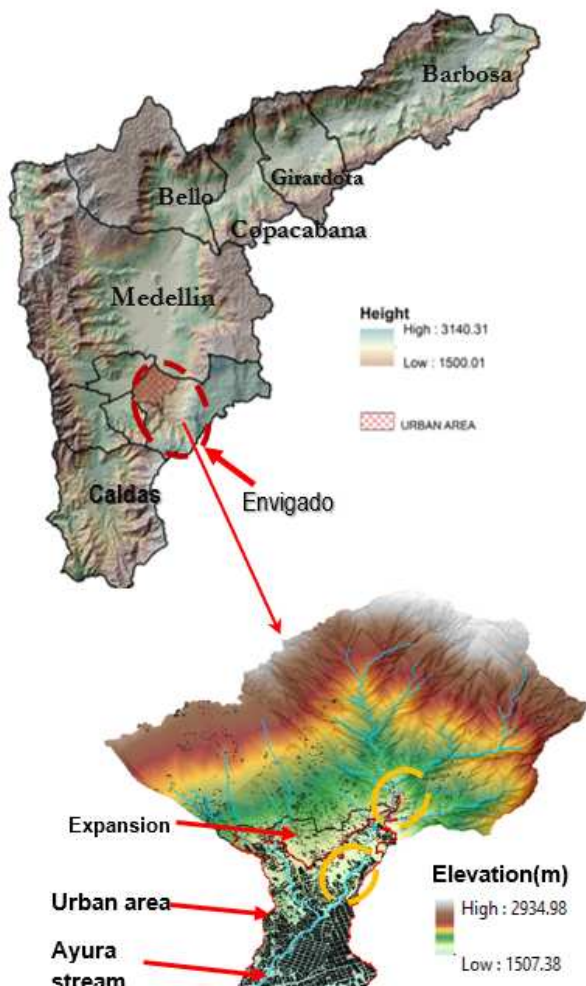 Barbosa
Girardota
Bello
Copacabana
Medellin
Height
High : 3140.31
Low : 1500.01
URBAN AREA
Caldas
Envigado
Expansion
Elevation(m)
Urban area
High : 2934.98
Ayura
Low : 1507.38
stream